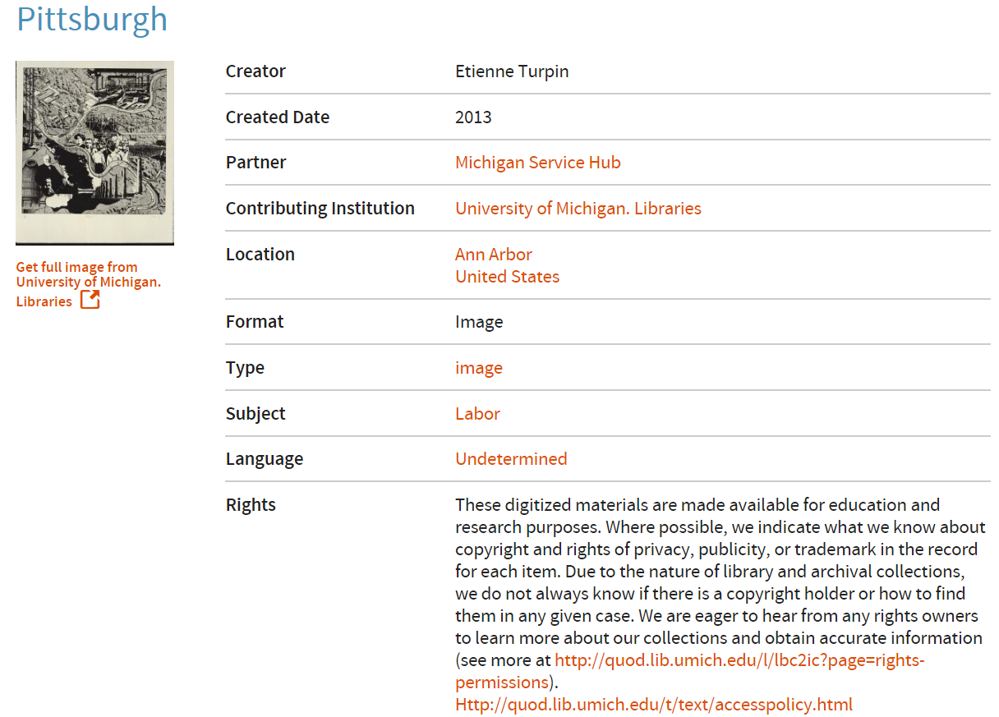 Pittsburgh
Creator Etienne Turpin
Created Date 2013
Partner Michigan Service Hub
Contributing Institution University of Michigan. Libraries
Location Ann Arbor
United States
Format Image
Type image
Subject Labor
Language Undetermined
Rights These digitized materials are made available for education and
research purposes. Where possible, we indicate what we know about
copyright and rights of privacy, publicity, or trademark in the record
for each item. Due to the nature of library and archival collections,
we do not always know if there is a copyright holder or how to find
them in any given case. We are eager to hear from any rights owners
to learn more about our collections and obtain accurate information
(see more at http://quod.lib.umich.edu/l/lbc2ic?page=rights-
permissions).
Http://quod.lib.umich.edu/t/text/accesspolicy.html
Get full image from
University of Michigan.
Libraries